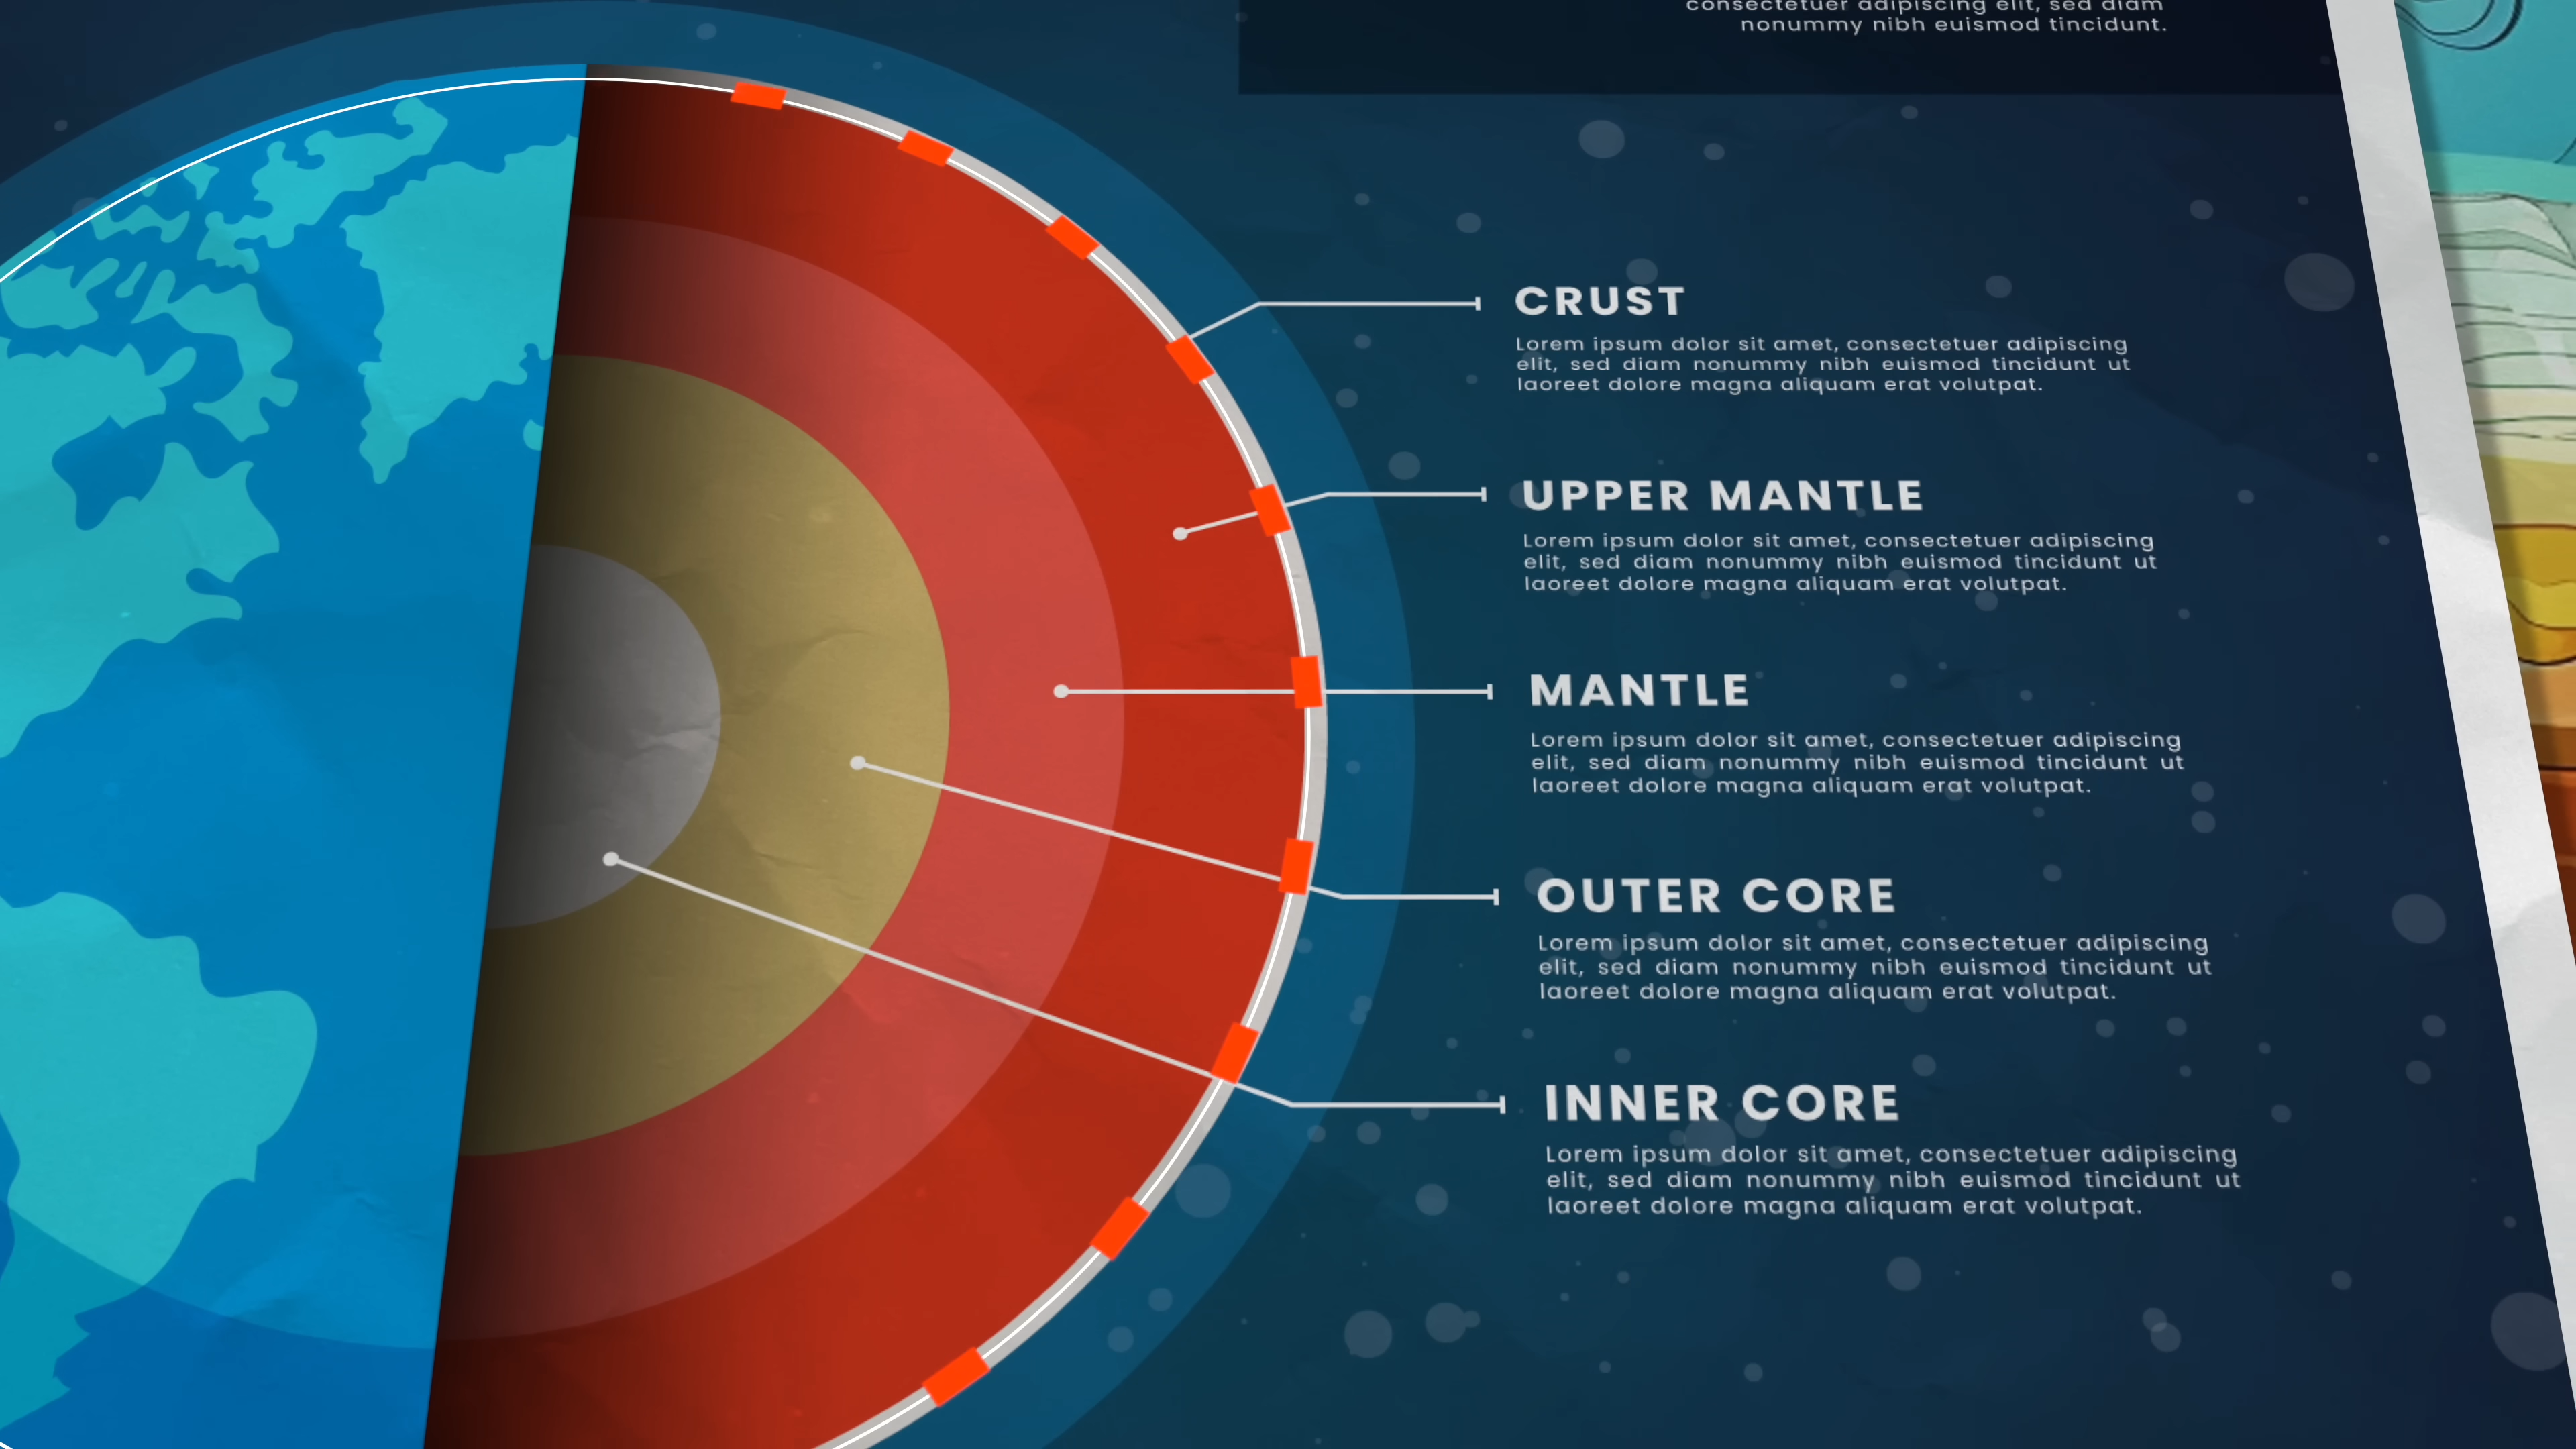 consectetuer adipiscing elit, sed diam
nonummy nibh euismod tincidunt.
CRUST
Lorem ipsum dolor sit amet, consectetuer adipiscing
elit, sed diam nonummy nibh euismod tincidunt ut
laoreet dolore magna aliquam erat volutpat.
UPPER MANTLE
Lorem ipsum dolor sit amet, consectetuer adipiscing
elit, sed diam nonummy nibh euismod tincidunt ut
laoreet dolore magna aliquam erat volutpat.
MANTLE
Lorem ipsum dolor sit amet, consectetuer adipiscing
elit, sed diam nonummy nibh euismod tincidunt ut
laoreet dolore magna aliquam erat volutpat.
OUTER CORE
Lorem ipsum dolor sit amet, consectetuer adipiscing
elit, sed diam nonummy nibh euismod tincidunt ut
laoreet dolore magna aliquam erat volutpat.
INNER CORE
Lorem ipsum dolor sit amet, consectetuer adipiscing
elit, sed diam nonummy nibh euismod tincidunt ut
laoreet dolore magna aliquam erat volutpat.